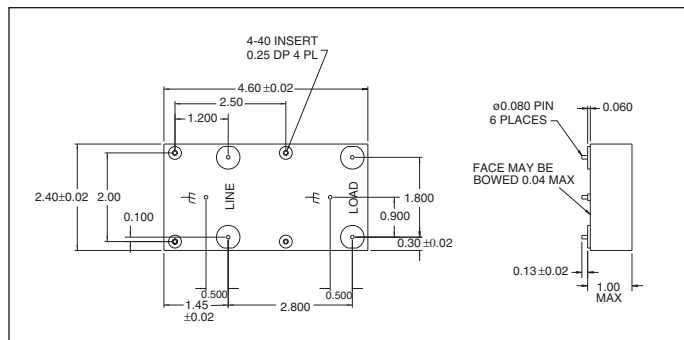 4-40 INSERT
0.25 DP 4 PL
4.60 ±0.02
2.50
1.200
ø0.080 PIN
6 PLACES
0.060
FACE MAY BE
BOWED 0.04 MAX
2.40±0.02
2.00
0.100
LINE
LOAD
1.800
0.900
0.30 ±0.02
0.13±0.02
0.500
0.500
1.45
±0.02
2.800
1.00
MAX